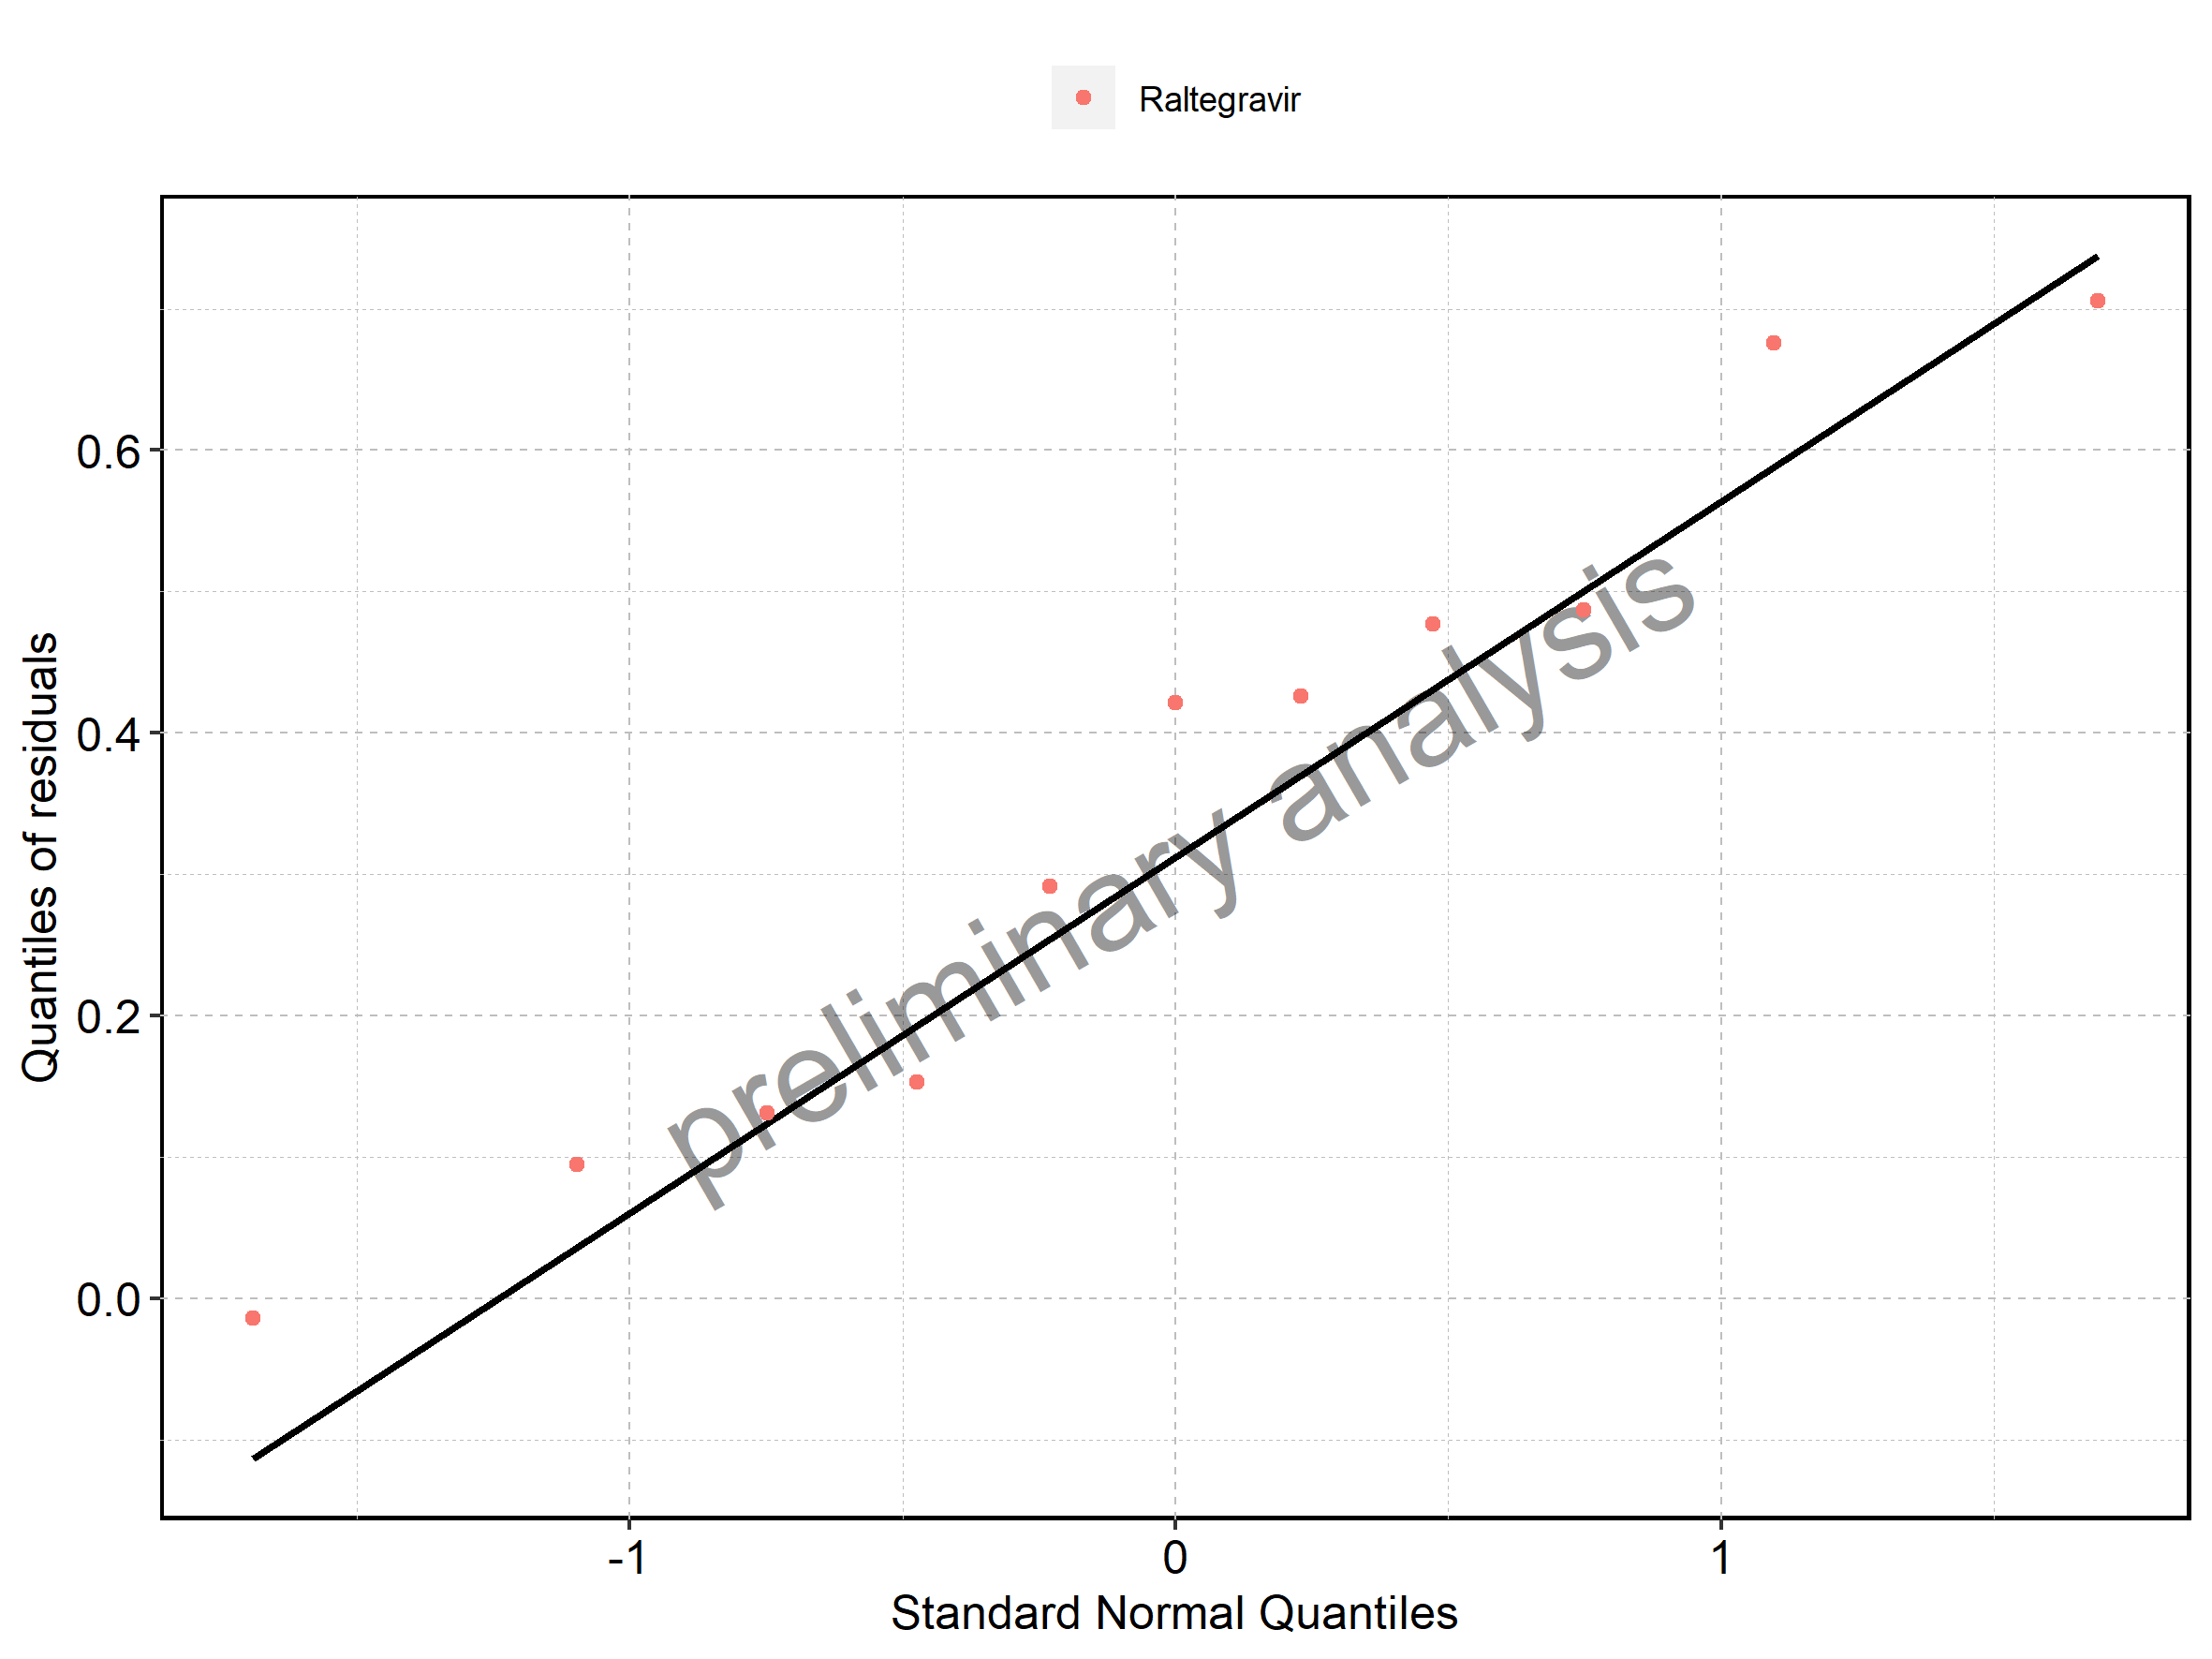 Raltegravir
0.6
0.4
0.2
0.0
Quantiles of residuals
preliminary analysis
-1
0
1
Standard Normal Quantiles